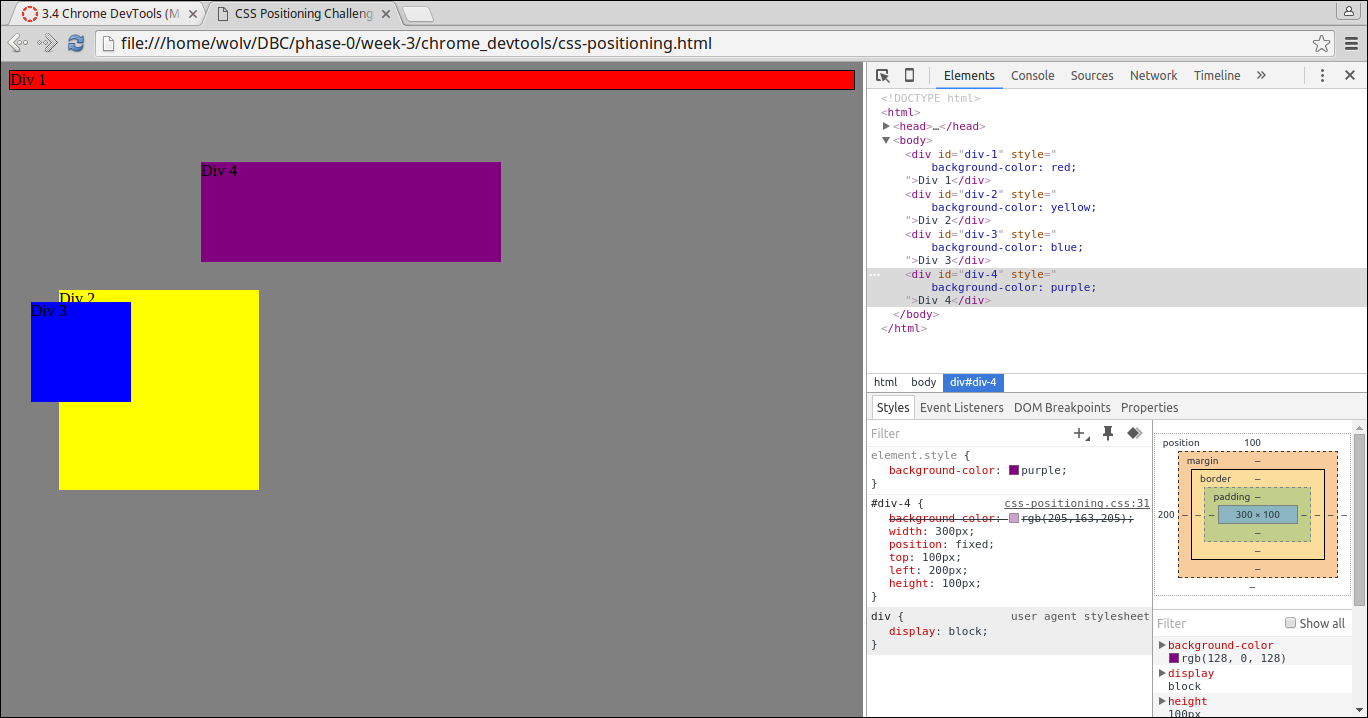 3.4 Chrome DevTools (M
CSS Positioning Challeng
file:///home/wolv/DBC/phase-0/week-3/chrome_devtools/css-positioning.html
Div 1
Div 4
Div 2
Div 3
Elements Console Sources Network Timeline »
<!DOCTYPE html>
<html>
<head>…</head>
<body>
<div id="div-1" style="
background-color: red;
">Div 1</div>
<div id="div-2" style="
background-color: yellow;
">Div 2</div>
<div id="div-3" style="
background-color: blue;
">Div 3</div>
<div id="div-4" style="
background-color: purple;
">Div 4</div>
</body>
</html>
html body div#div-4
Styles Event Listeners DOM Breakpoints Properties
Filter
element.style {
background-color: purple;
}
#div-4 { css-positioning.css:31
background-color: rgb(205,163,205);
width: 300px;
position: fixed;
top: 100px;
left: 200px;
height: 100px;
}
div { user agent stylesheet
display: block;
}
position 100
margin –
border –
padding –
200 – – – 300 × 100 – – – –
–
–
–
–
Filter Show all
background-color
rgb(128, 0, 128)
display
block
height
100px